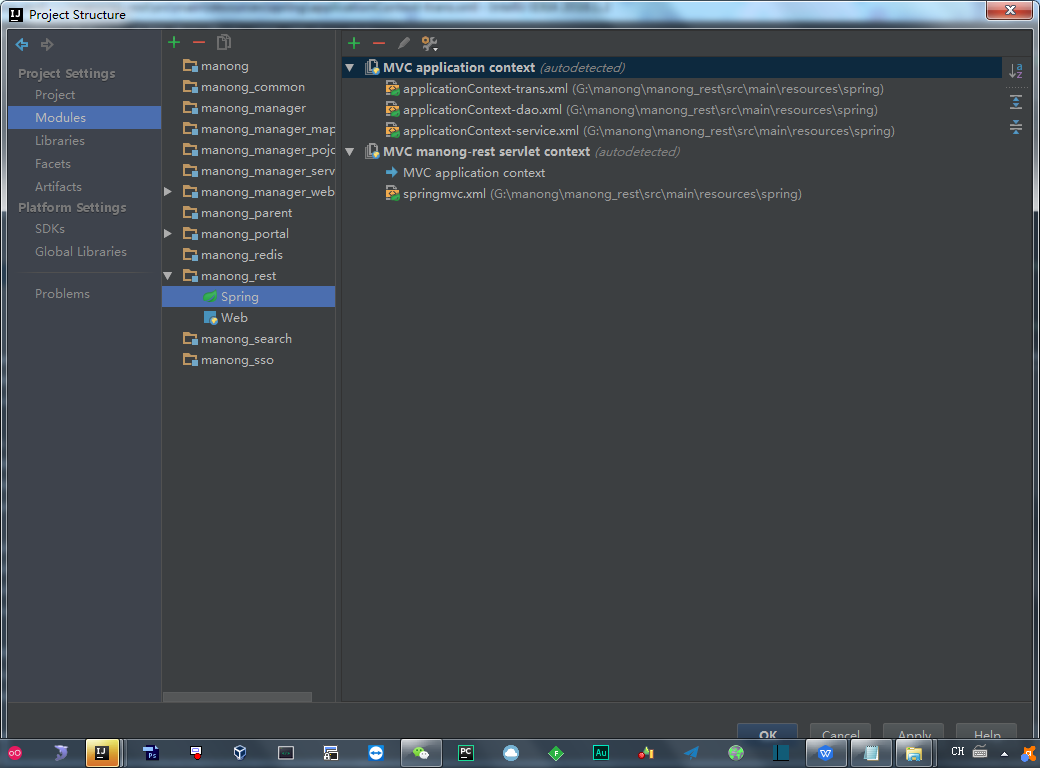 Project Structure
Project Settings
Project
Modules
Libraries
Facets
Artifacts
Platform Settings
SDKs
Global Libraries
Problems
manong
manong_common
manong_manager
manong_manager_map
manong_manager_pojo
manong_manager_serv
manong_manager_web
manong_parent
manong_portal
manong_redis
manong_rest
Spring
Web
manong_search
manong_sso
MVC application context (autodetected)
applicationContext-trans.xml (G:\manong\manong_rest\src\main\resources\spring)
applicationContext-dao.xml (G:\manong\manong_rest\src\main\resources\spring)
applicationContext-service.xml (G:\manong\manong_rest\src\main\resources\spring)
MVC manong-rest servlet context (autodetected)
MVC application context
springmvc.xml (G:\manong\manong_rest\src\main\resources\spring)
OK
Cancel
Apply
Help
CH